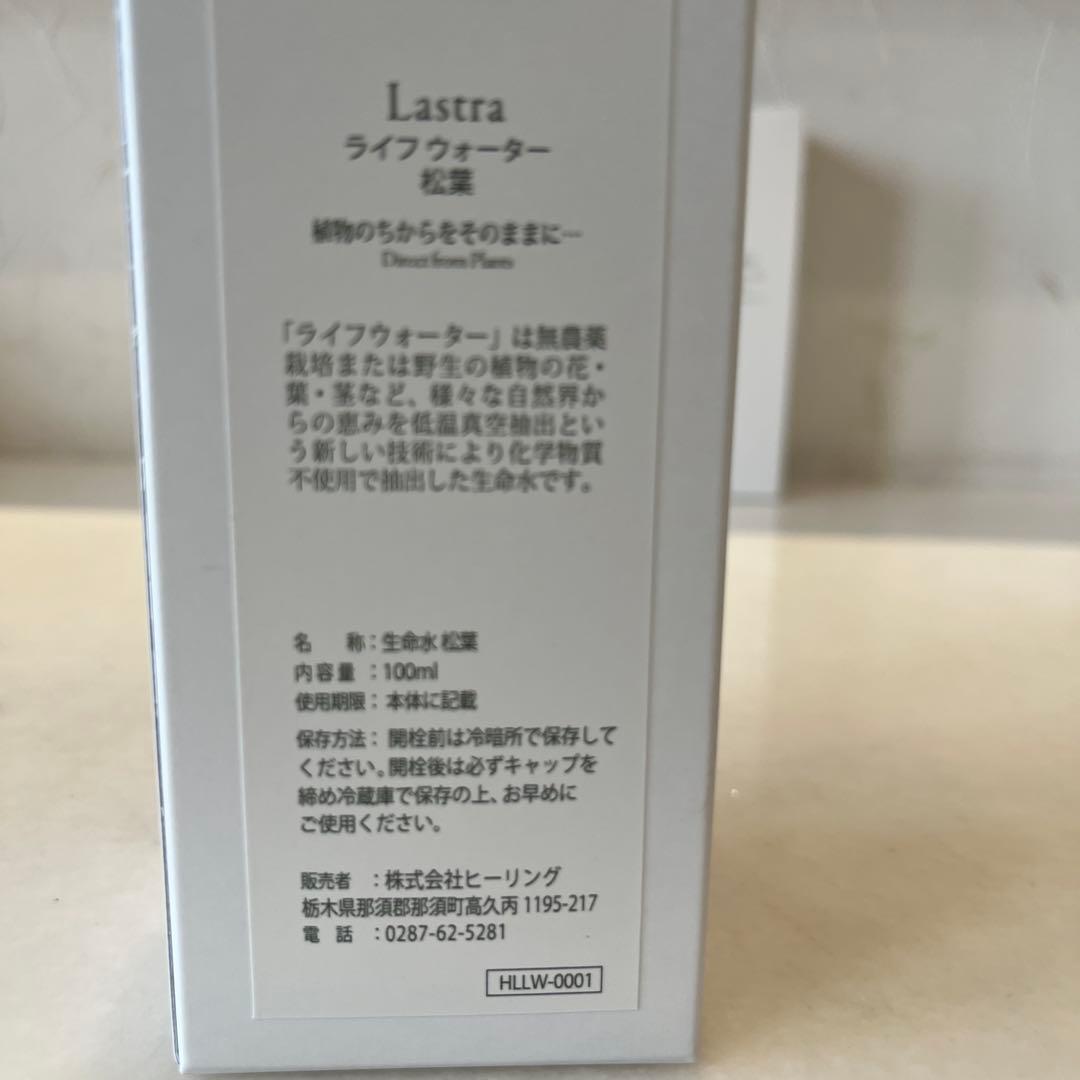 Lastra
ライフ ウォーター
松葉
植物のちからをそのままに…
Direct from Plants
「ライフウォーター」は無農薬
栽培または野生の植物の花・
葉・茎など、様々な自然界か
らの恵みを低温真空抽出とい
う新しい技術により化学物質
不使用で抽出した生命水です。
名　　称：生命水 松葉
内容量　：100ml
使用期限：本体に記載
保存方法：開栓前は冷暗所で保存して
ください。開栓後は必ずキャップを
締め冷蔵庫で保存の上、お早めに
ご使用ください。
販売者　：株式会社ヒーリング
栃木県那須郡那須町高久丙 1195-217
電　話　：0287-62-5281
HLLW-0001